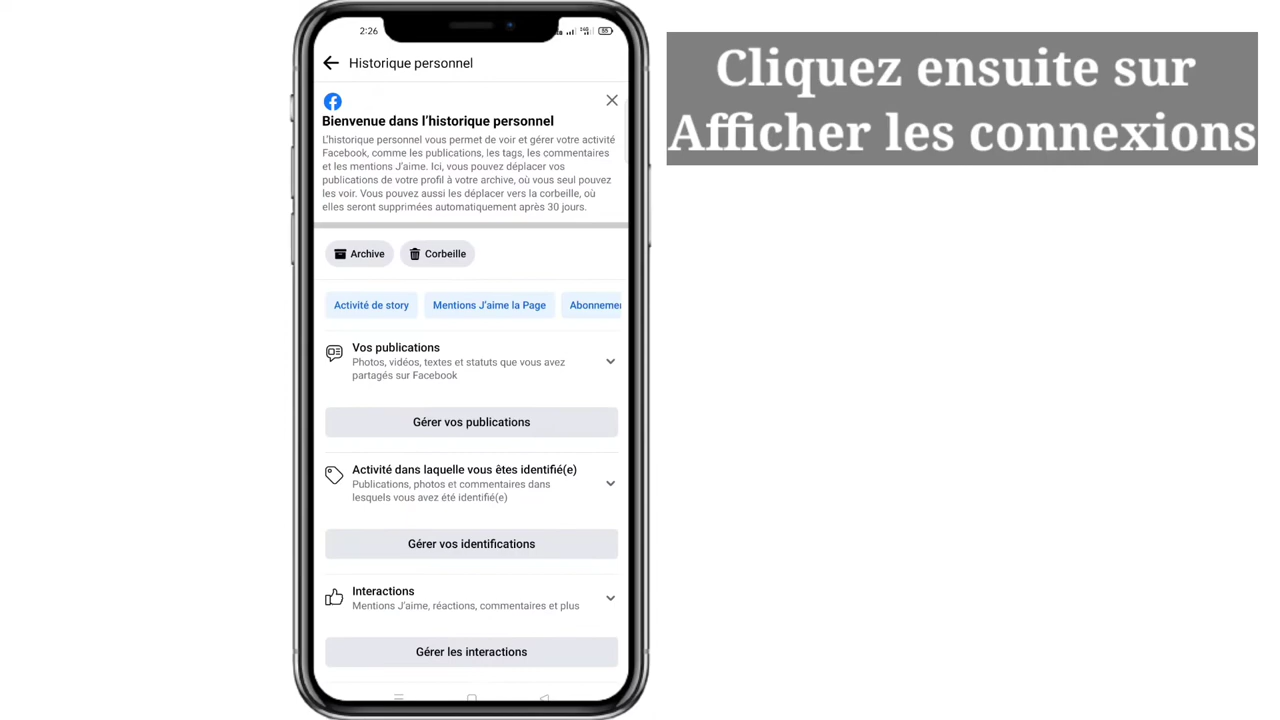 2:26
55
Historique personnel
Bienvenue dans l’historique personnel
L’historique personnel vous permet de voir et gérer votre activité
Facebook, comme les publications, les tags, les commentaires
et les mentions J’aime. Ici, vous pouvez déplacer vos
publications de votre profil à votre archive, où vous seul pouvez
les voir. Vous pouvez aussi les déplacer vers la corbeille, où
elles seront supprimées automatiquement après 30 jours.
Archive Corbeille
Activité de story Mentions J’aime la Page Abonnemer
Vos publications
Photos, vidéos, textes et statuts que vous avez
partagés sur Facebook
Gérer vos publications
Activité dans laquelle vous êtes identifié(e)
Publications, photos et commentaires dans
lesquels vous avez été identifié(e)
Gérer vos identifications
Interactions
Mentions J’aime, réactions, commentaires et plus
Gérer les interactions
Cliquez ensuite sur
Afficher les connexions